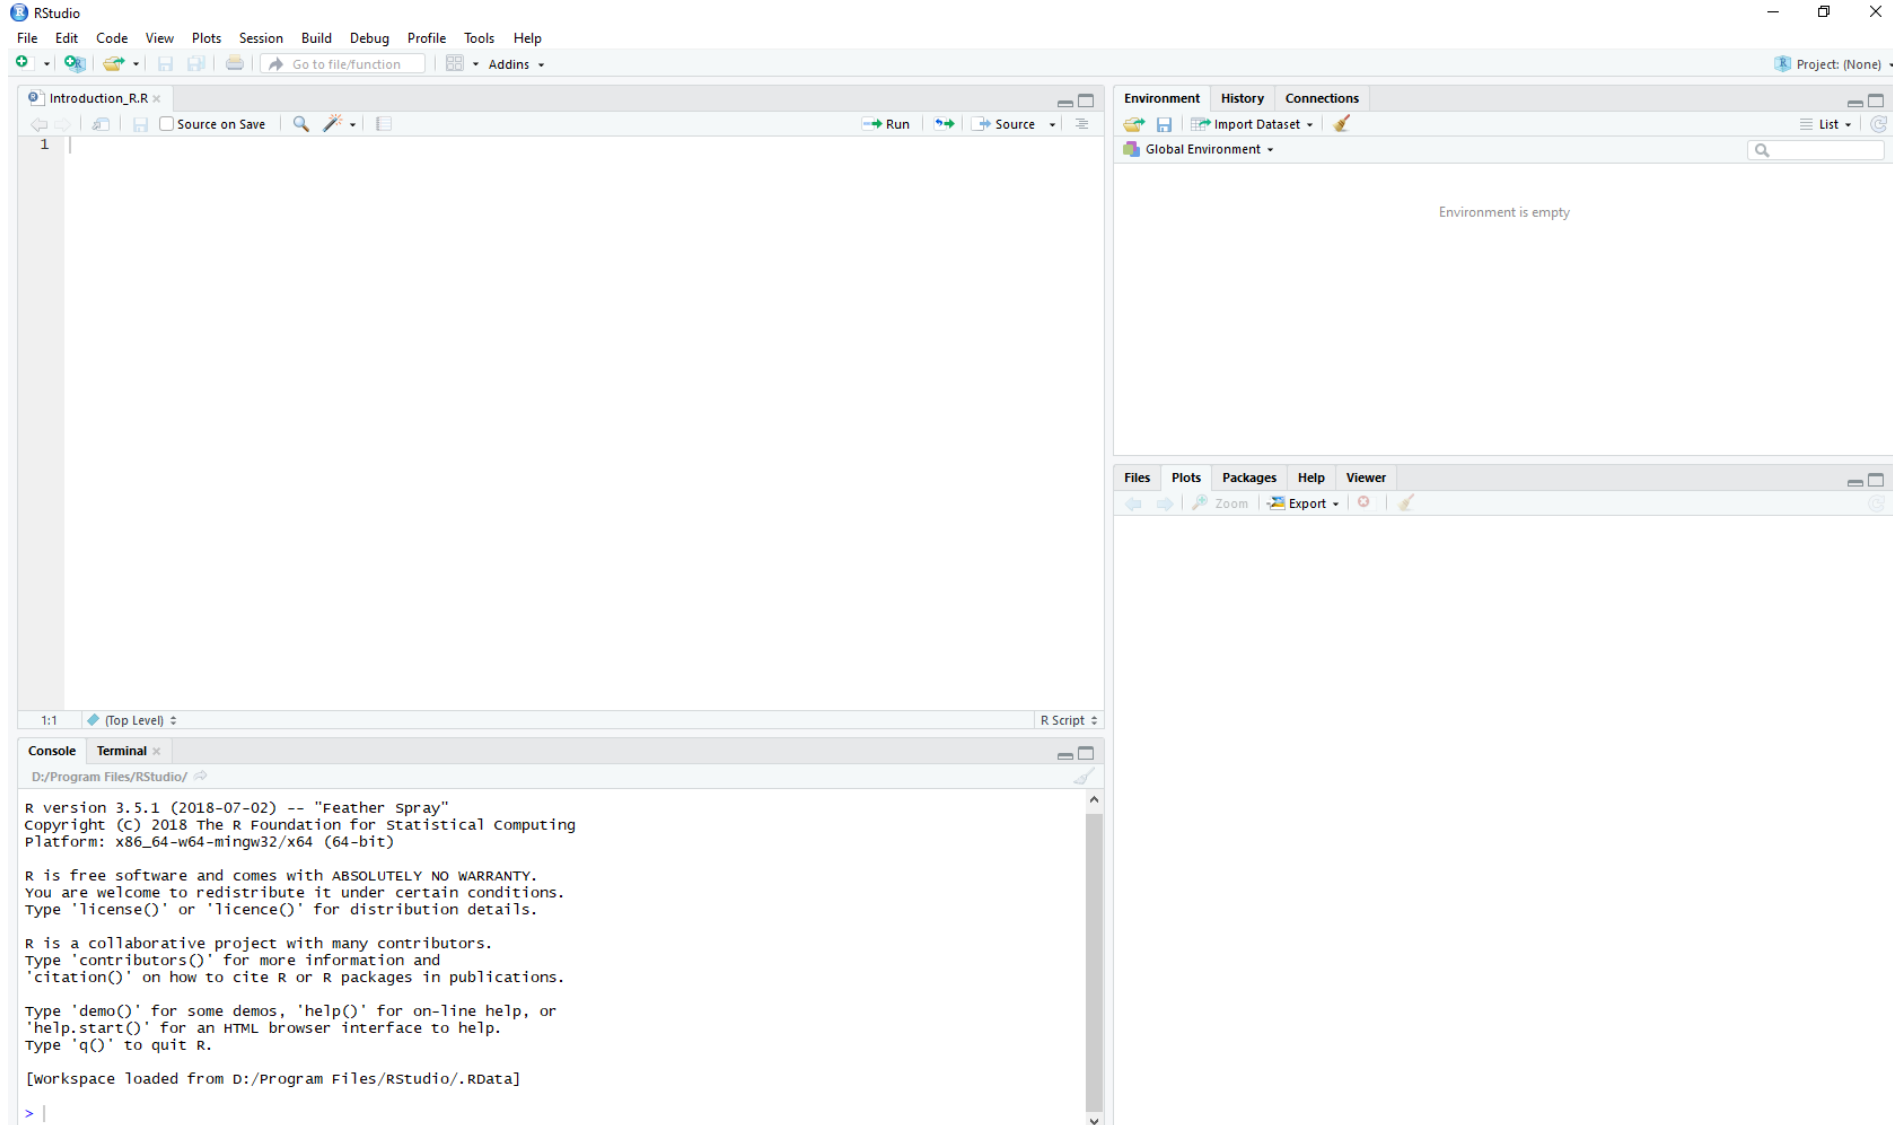 RStudio
File Edit Code View Plots Session Build Debug Profile Tools Help
Go to file/function Addins Project: (None)
Introduction_R.R
Source on Save Run Source
1
1:1 (Top Level) R Script
Console Terminal
D:/Program Files/RStudio/
R version 3.5.1 (2018-07-02) -- "Feather Spray"
Copyright (C) 2018 The R Foundation for Statistical Computing
Platform: x86_64-w64-mingw32/x64 (64-bit)
R is free software and comes with ABSOLUTELY NO WARRANTY.
You are welcome to redistribute it under certain conditions.
Type 'license()' or 'licence()' for distribution details.
R is a collaborative project with many contributors.
Type 'contributors()' for more information and
'citation()' on how to cite R or R packages in publications.
Type 'demo()' for some demos, 'help()' for on-line help, or
'help.start()' for an HTML browser interface to help.
Type 'q()' to quit R.
[Workspace loaded from D:/Program Files/RStudio/.RData]
>
Environment History Connections
Import Dataset List
Global Environment
Environment is empty
Files Plots Packages Help Viewer
Zoom Export